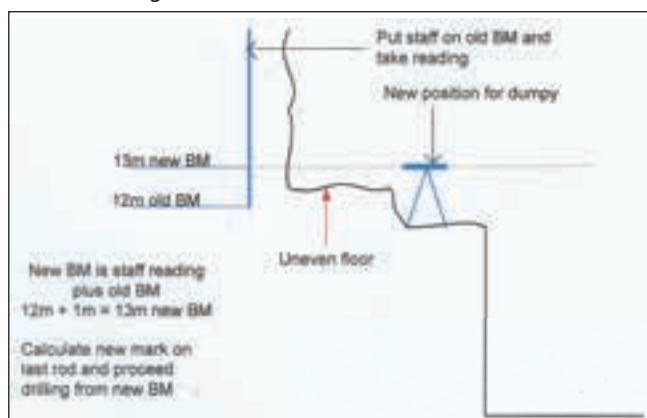 Put staff on old BM and
take reading
New position for dumpy
13m new BM
12m old BM
Uneven floor
New BM is staff reading
plus old BM
12m + 1m = 13m new BM
Calculate new mark on
last rod and proceed
drilling from new BM